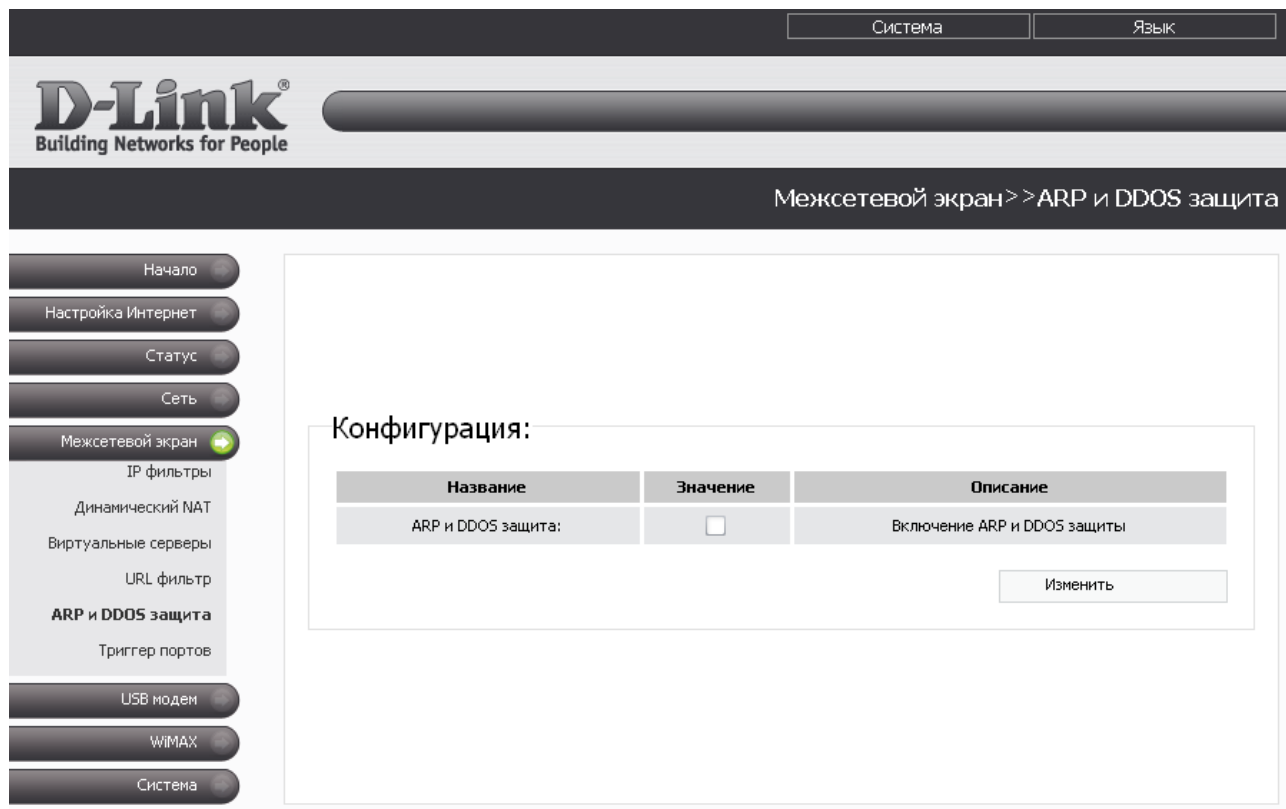 Система Язык
D-Link®
Building Networks for People
Межсетевой экран>>ARP и DDOS защита
Начало
Настройка Интернет
Статус
Сеть
Межсетевой экран
IP фильтры
Динамический NAT
Виртуальные серверы
URL фильтр
ARP и DDOS защита
Триггер портов
USB модем
WiMAX
Система
Конфигурация:
Название Значение Описание
ARP и DDOS защита: Включение ARP и DDOS защиты
Изменить